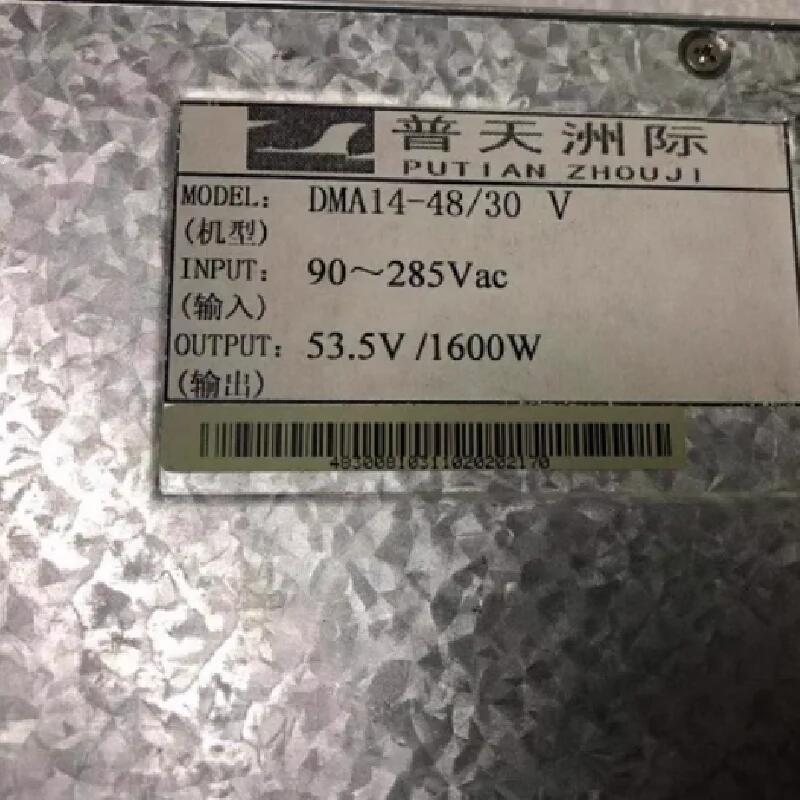 普天洲际
PUTIAN ZHOUJI
MODEL: DMA14-48/30 V
(机型)
INPUT: 90～285Vac
(输入)
OUTPUT: 53.5V /1600W
(输出)
48300810311020202170